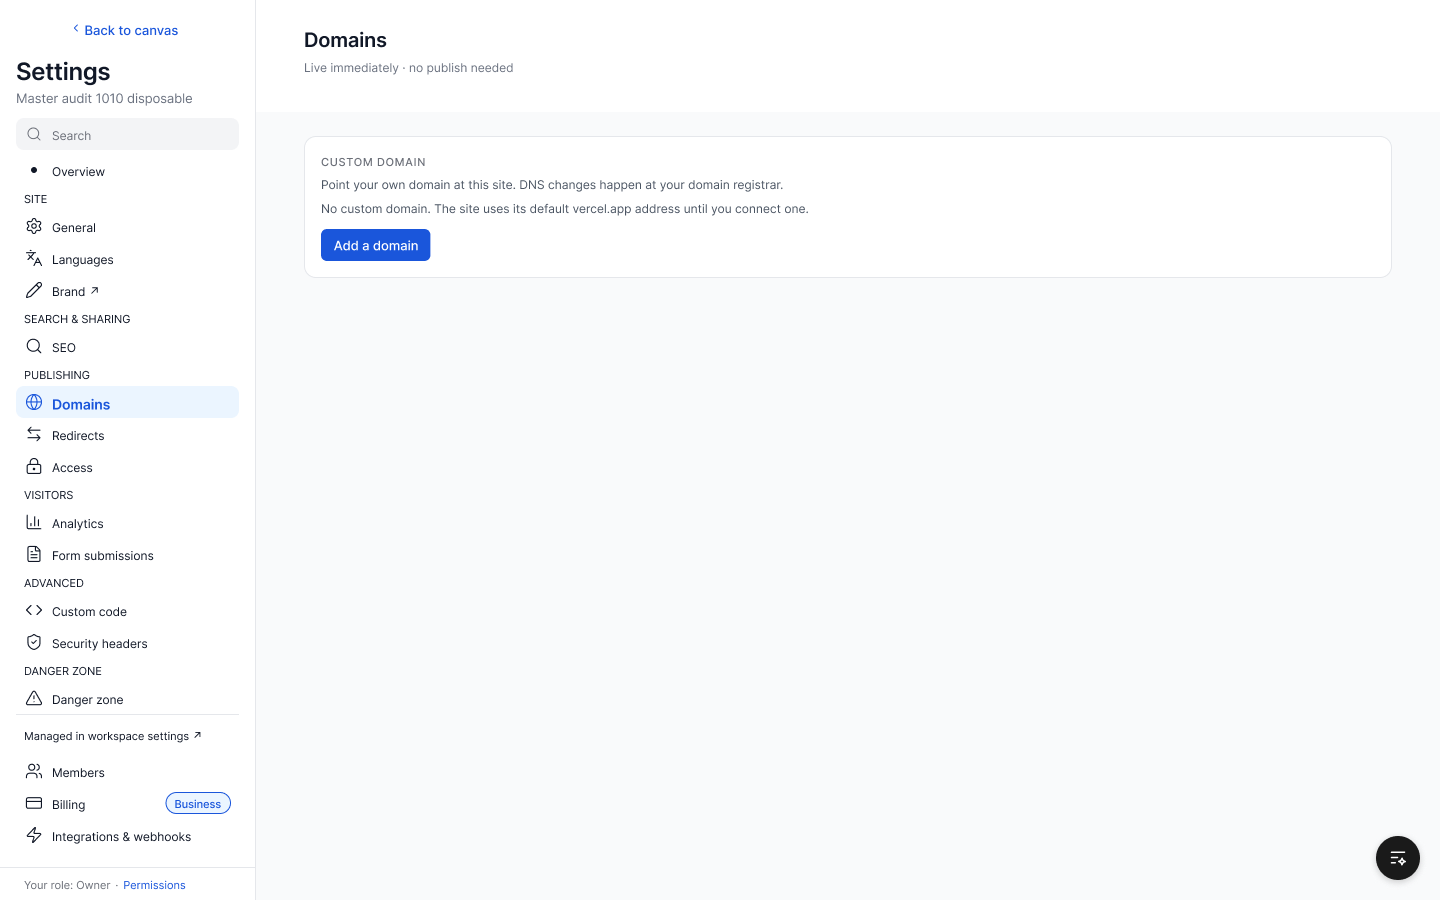 Back to canvas
Settings
Master audit 1010 disposable
Search
Overview
SITE
General
Languages
Brand ↗
SEARCH & SHARING
SEO
PUBLISHING
Domains
Redirects
Access
VISITORS
Analytics
Form submissions
ADVANCED
Custom code
Security headers
DANGER ZONE
Danger zone
Managed in workspace settings ↗
Members
Billing Business
Integrations & webhooks
Your role: Owner · Permissions
Domains
Live immediately · no publish needed
CUSTOM DOMAIN
Point your own domain at this site. DNS changes happen at your domain registrar.
No custom domain. The site uses its default vercel.app address until you connect one.
Add a domain